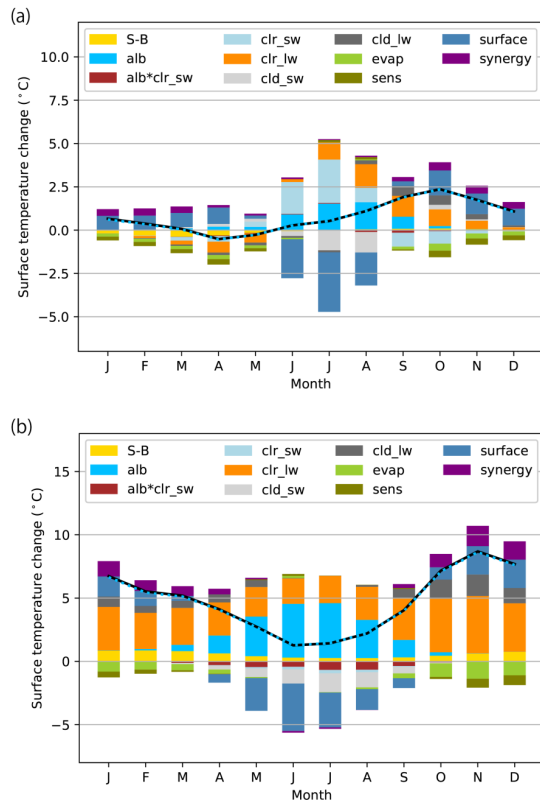 (a)
S-B clr_sw cld_lw surface
alb clr_lw evap synergy
alb*clr_sw cld_sw sens
10.0
7.5
5.0
2.5
0.0
−2.5
−5.0
Surface temperature change (°C)
J F M A M J J A S O N D
Month
(b)
S-B clr_sw cld_lw surface
alb clr_lw evap synergy
alb*clr_sw cld_sw sens
15
10
5
0
−5
Surface temperature change (°C)
J F M A M J J A S O N D
Month